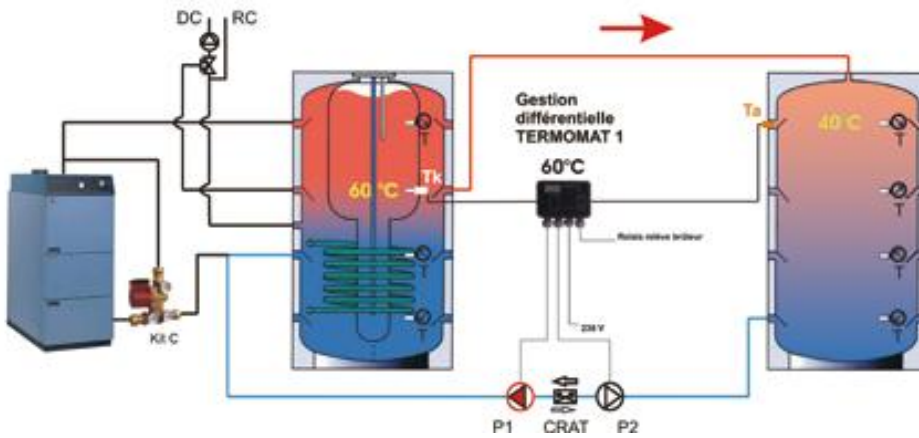 DC RC
Gestion
différentielle
TERMOMAT 1
60°C
Ta
40°C
T
60°C
Tk
T
T
T
T
T
T
Relais relève brûleur
230 V
Kit C
P1 CRAT P2